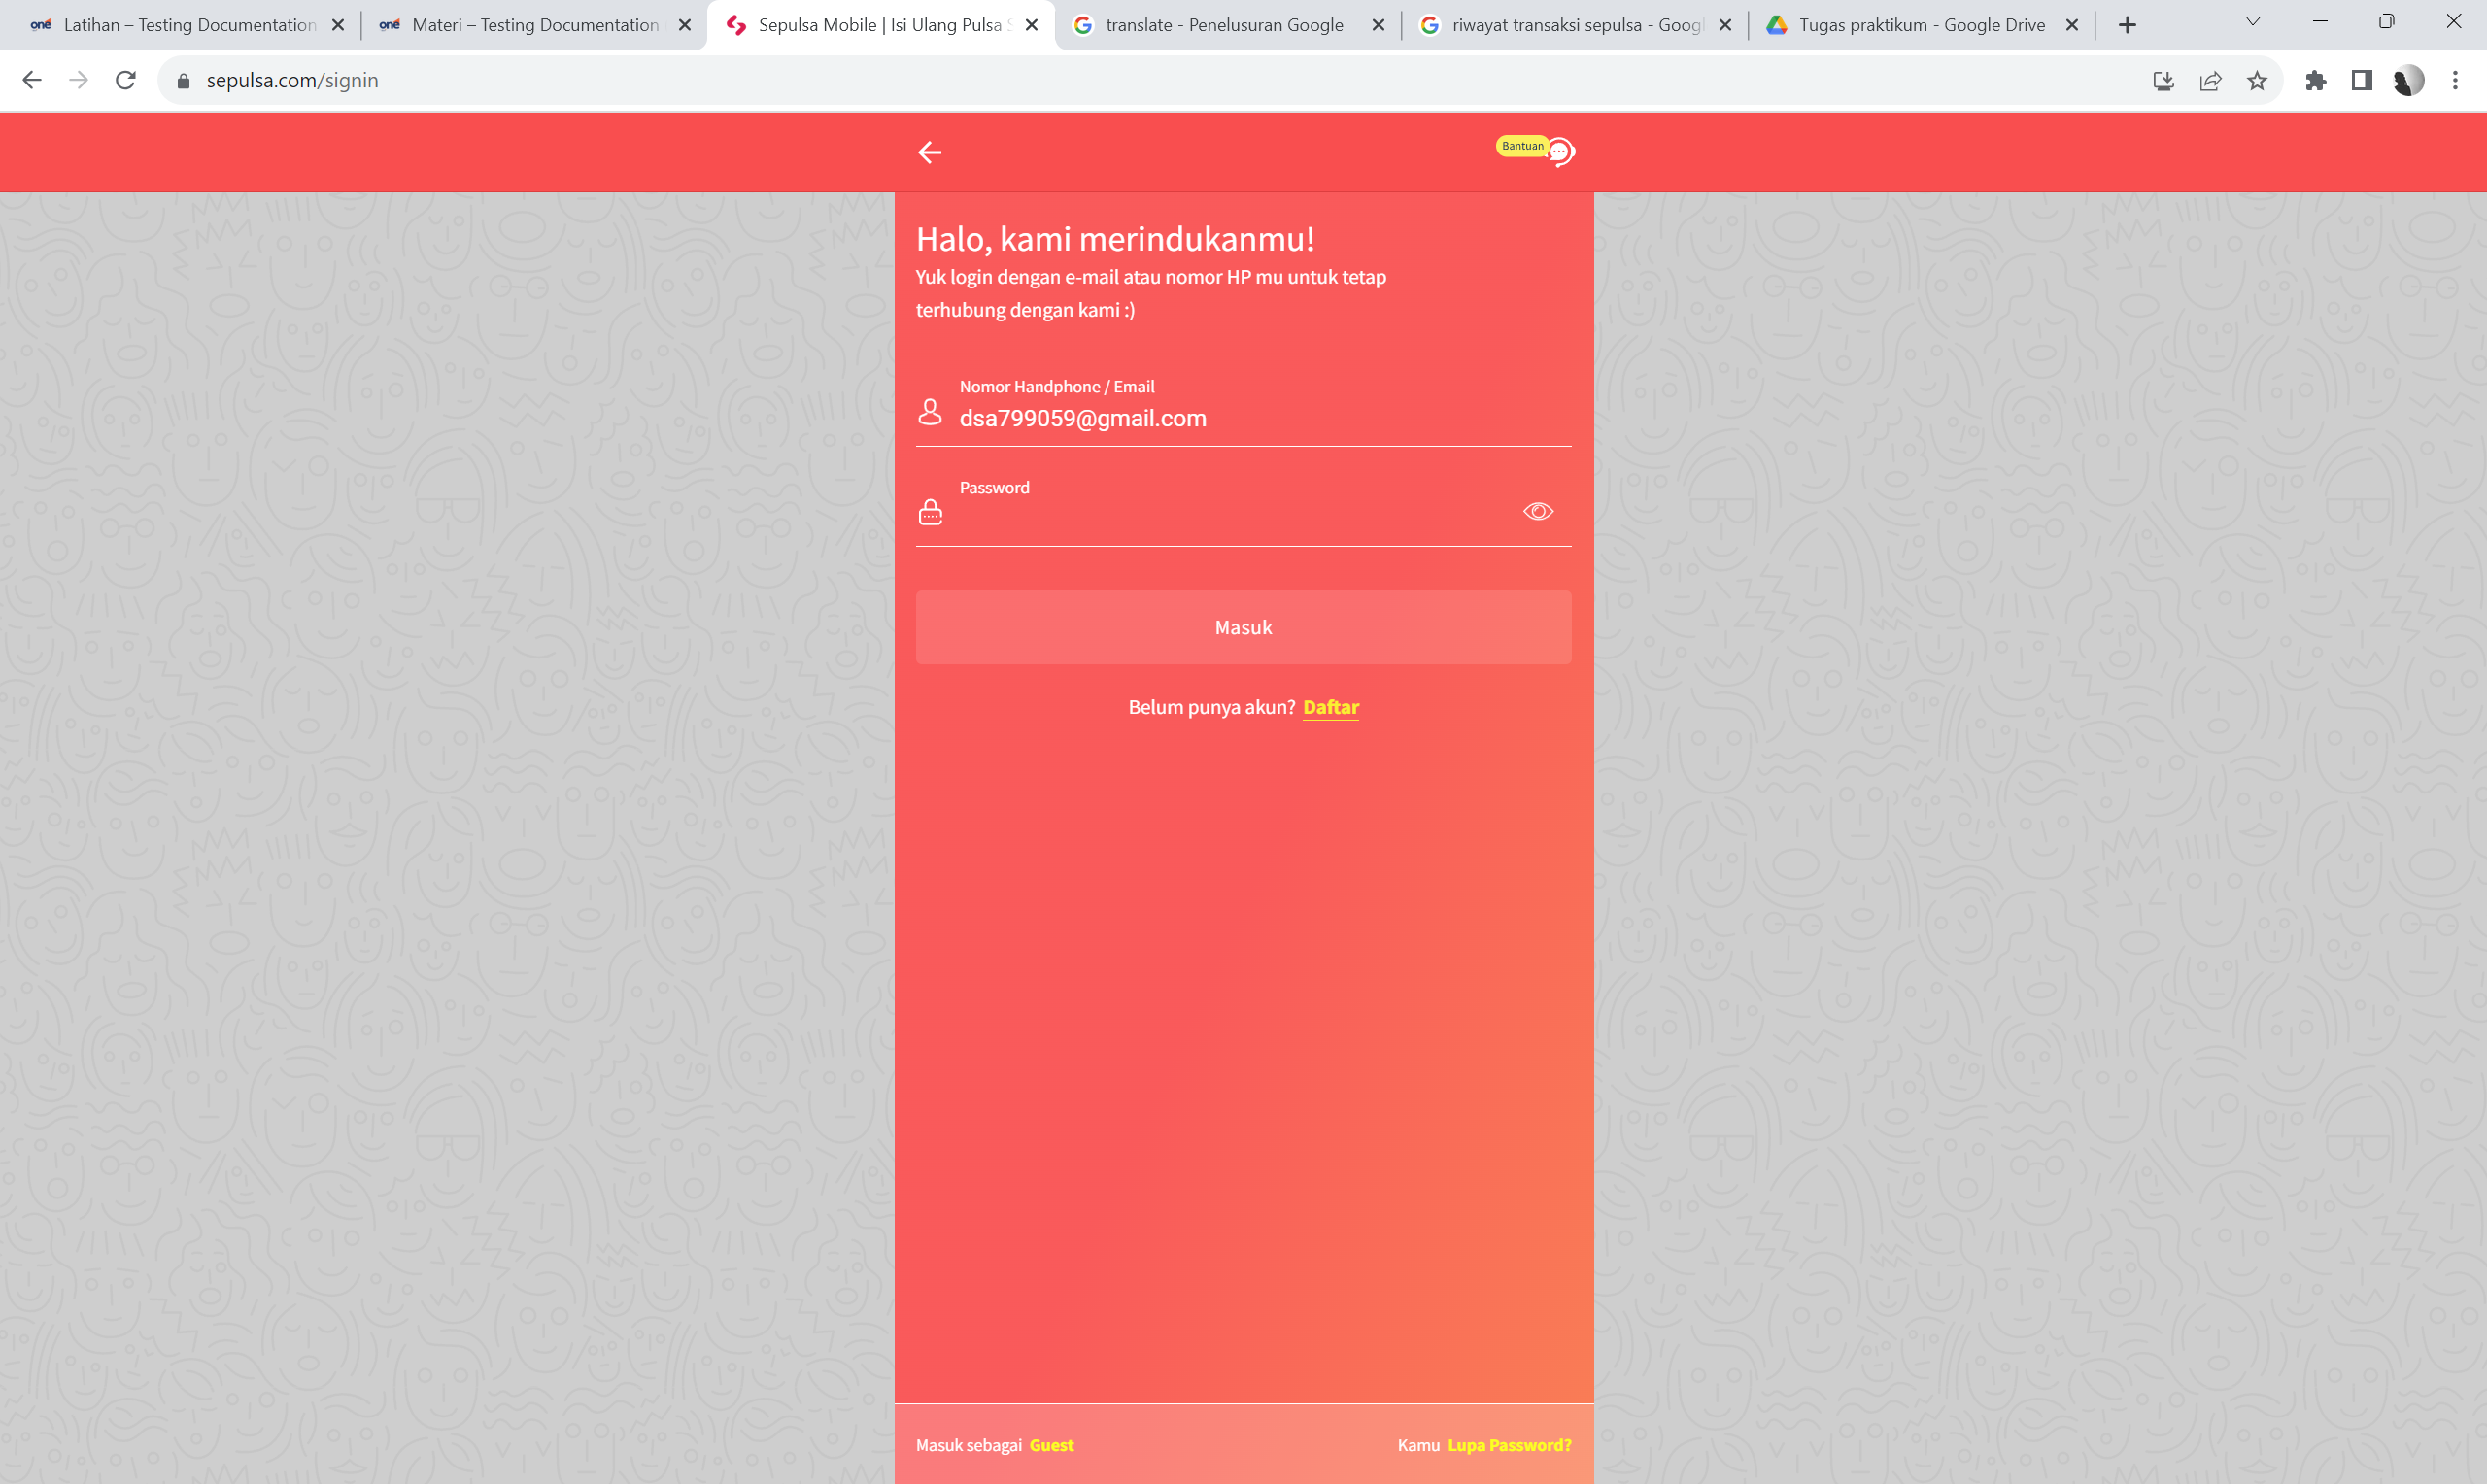 Latihan – Testing Documentation
Materi – Testing Documentation
Sepulsa Mobile | Isi Ulang Pulsa
translate - Penelusuran Google
riwayat transaksi sepulsa - Googl
Tugas praktikum - Google Drive
sepulsa.com/signin
Bantuan
Halo, kami merindukanmu!
Yuk login dengan e-mail atau nomor HP mu untuk tetap
terhubung dengan kami :)
Nomor Handphone / Email
dsa799059@gmail.com
Password
Masuk
Belum punya akun? Daftar
Masuk sebagai Guest
Kamu Lupa Password?